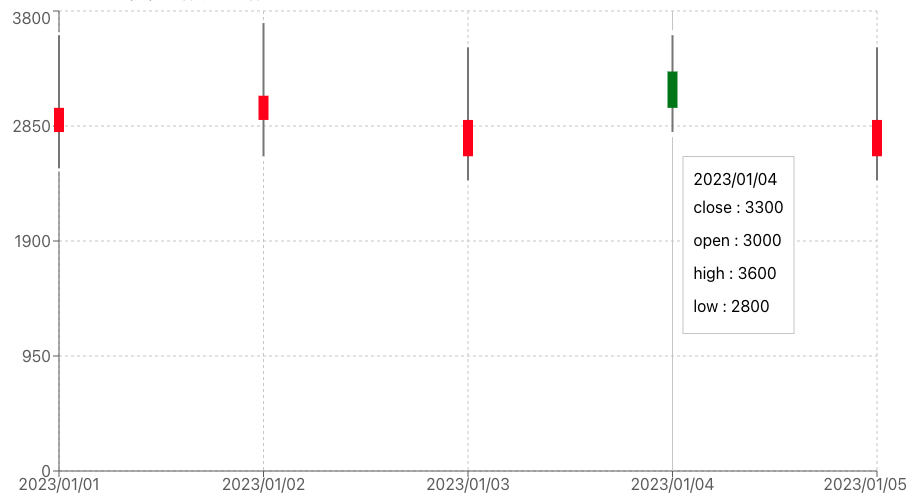 3800
2850
1900
950
0
2023/01/01
2023/01/02
2023/01/03
2023/01/04
2023/01/05
2023/01/04
close : 3300
open : 3000
high : 3600
low : 2800